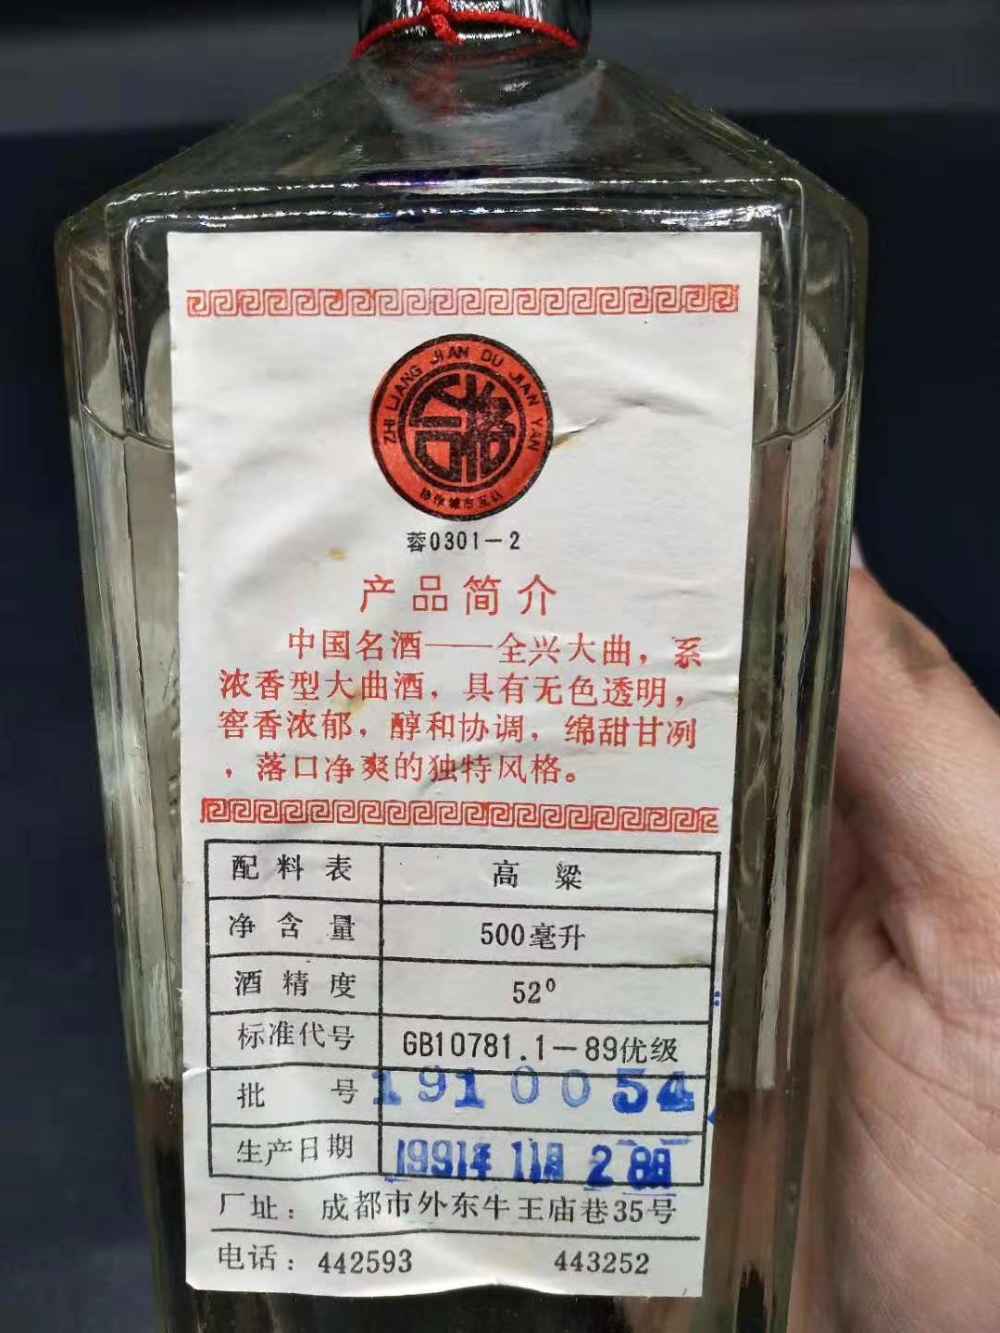 ZHI LIANG JIAN DU JIAN YAN
合格
蓉0301-2
产品简介
中国名酒——全兴大曲，系
浓香型大曲酒，具有无色透明，
窖香浓郁，醇和协调，绵甜甘冽
，落口净爽的独特风格。
配料表 高粱
净含量 500毫升
酒精度 52°
标准代号 GB10781.1-89优级
批号 1910054
生产日期 1991年11月28日
厂址：成都市外东牛王庙巷35号
电话：442593 443252